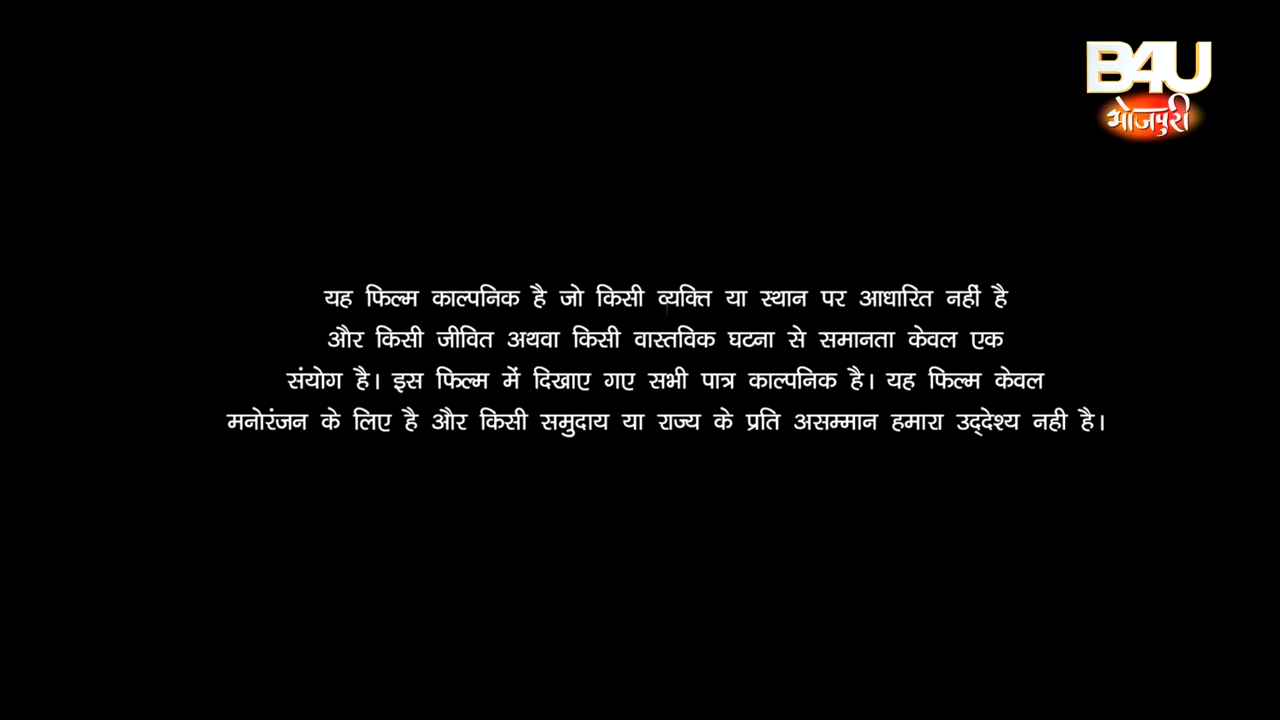 B4U
भोजपुरी
यह फिल्म काल्पनिक है जो किसी व्यक्ति या स्थान पर आधारित नहीं है
और किसी जीवित अथवा किसी वास्तविक घटना से समानता केवल एक
संयोग है। इस फिल्म में दिखाए गए सभी पात्र काल्पनिक है। यह फिल्म केवल
मनोरंजन के लिए है और किसी समुदाय या राज्य के प्रति असम्मान हमारा उद्देश्य नही है।